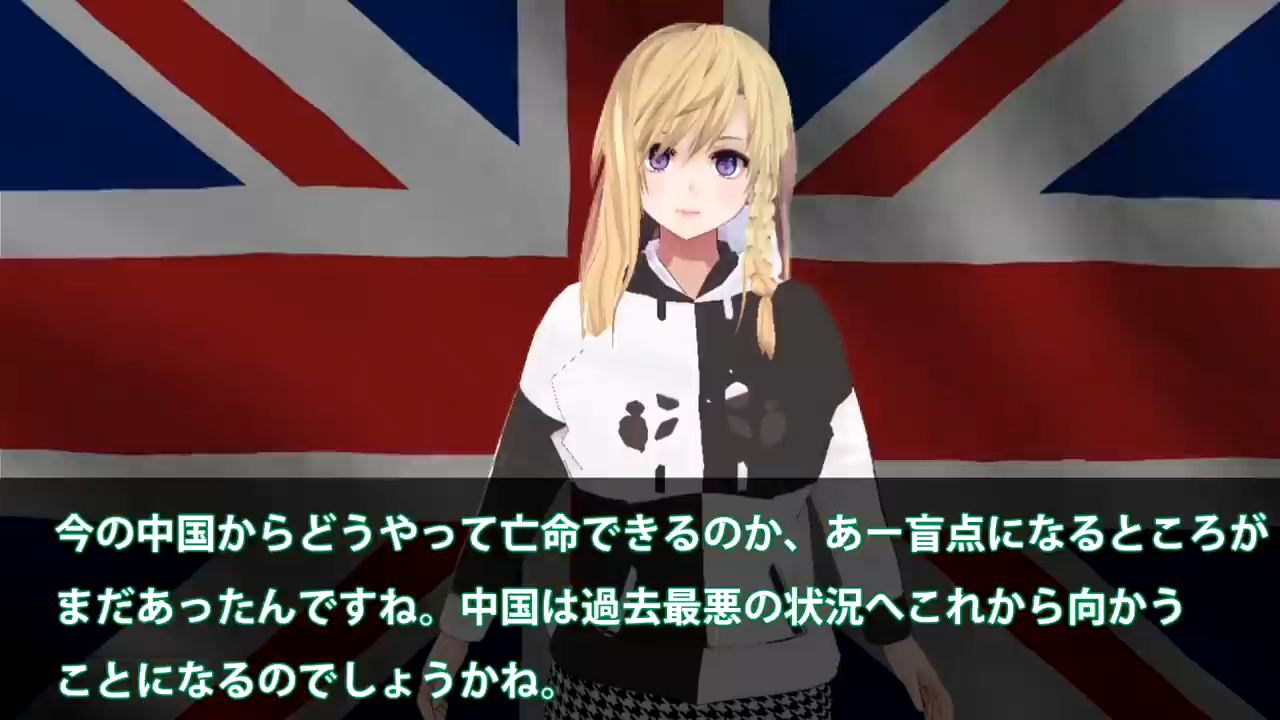 今の中国からどうやって亡命できるのか、あー盲点になるところが
まだあったんですね。中国は過去最悪の状況へこれから向かう
ことになるのでしょうかね。